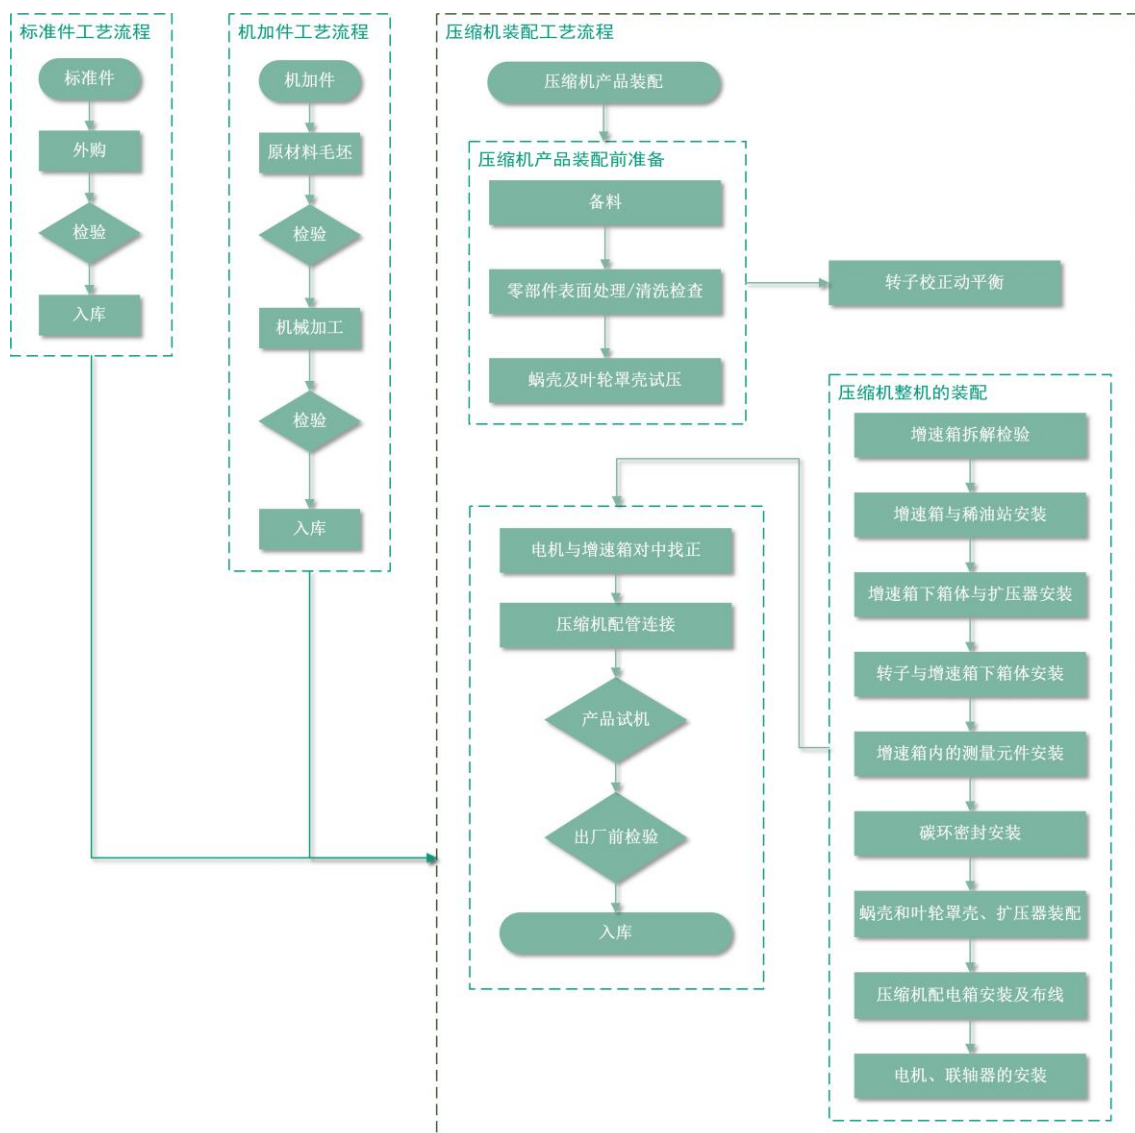 标准件工艺流程
标准件
外购
检验
入库
机加件工艺流程
机加件
原材料毛坯
检验
机械加工
检验
入库
压缩机装配工艺流程
压缩机产品装配
压缩机产品装配前准备
备料
零部件表面处理/清洗检查
蜗壳及叶轮罩壳试压
转子校正动平衡
压缩机整机的装配
增速箱拆解检验
增速箱与稀油站安装
增速箱下箱体与扩压器安装
转子与增速箱下箱体安装
增速箱内的测量元件安装
碳环密封安装
蜗壳和叶轮罩壳、扩压器装配
压缩机配电箱安装及布线
电机、联轴器的安装
电机与增速箱对中找正
压缩机配管连接
产品试机
出厂前检验
入库